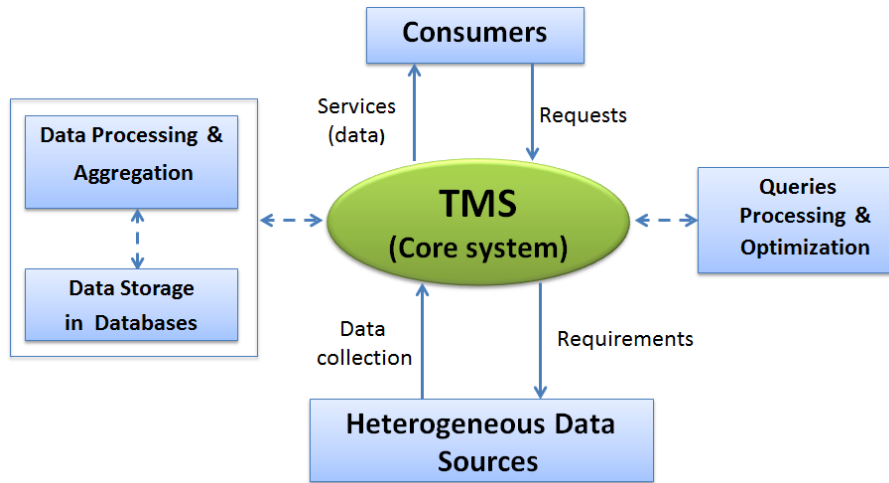 Consumers
Services
(data)
Requests
Data Processing &
Aggregation
TMS
(Core system)
Queries
Processing &
Optimization
Data Storage
in Databases
Data
collection
Requirements
Heterogeneous Data
Sources